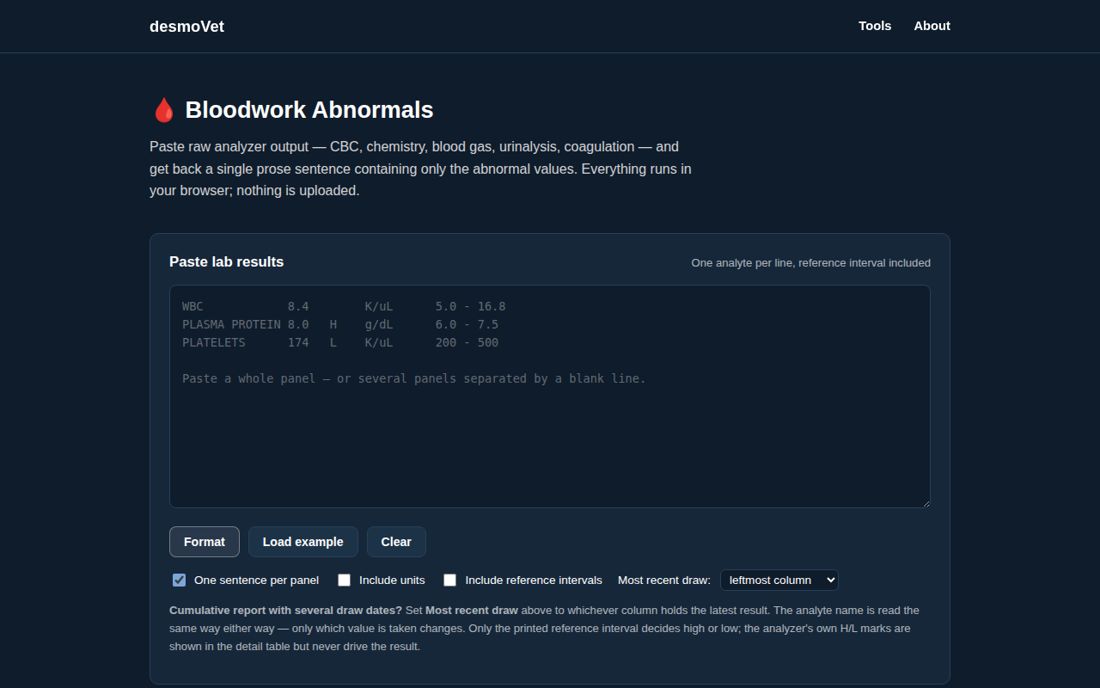 desmoVet
Tools
About
Bloodwork Abnormals
Paste raw analyzer output — CBC, chemistry, blood gas, urinalysis, coagulation — and
get back a single prose sentence containing only the abnormal values. Everything runs in
your browser; nothing is uploaded.
Paste lab results
One analyte per line, reference interval included
WBC 8.4 K/uL 5.0 - 16.8
PLASMA PROTEIN 8.0 H g/dL 6.0 - 7.5
PLATELETS 174 L K/uL 200 - 500
Paste a whole panel — or several panels separated by a blank line.
Format
Load example
Clear
One sentence per panel
Include units
Include reference intervals
Most recent draw:
leftmost column
Cumulative report with several draw dates? Set Most recent draw above to whichever column holds the latest result. The analyte name is read the
same way either way — only which value is taken changes. Only the printed reference interval decides high or low; the analyzer's own H/L marks are
shown in the detail table but never drive the result.